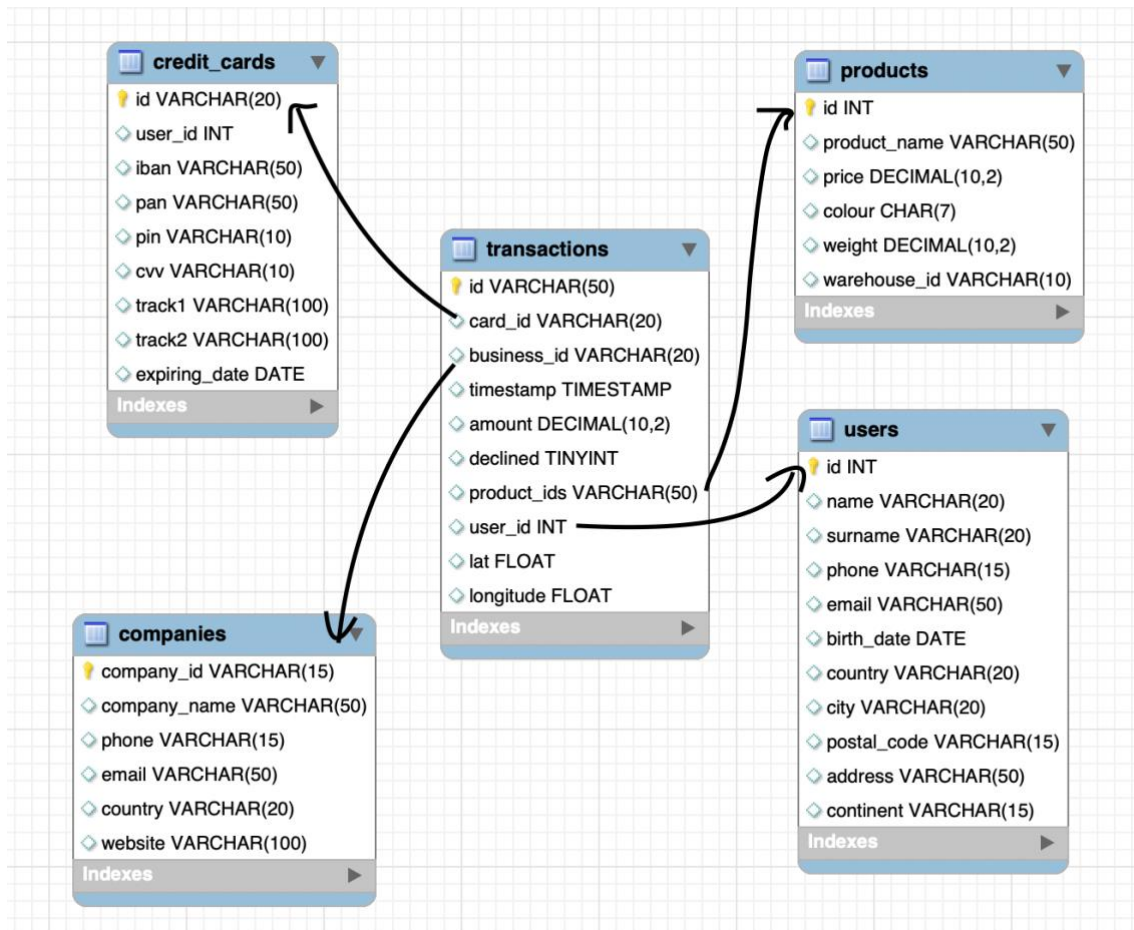 credit_cards
id VARCHAR(20)
user_id INT
iban VARCHAR(50)
pan VARCHAR(50)
pin VARCHAR(10)
cvv VARCHAR(10)
track1 VARCHAR(100)
track2 VARCHAR(100)
expiring_date DATE
Indexes
transactions
id VARCHAR(50)
card_id VARCHAR(20)
business_id VARCHAR(20)
timestamp TIMESTAMP
amount DECIMAL(10,2)
declined TINYINT
product_ids VARCHAR(50)
user_id INT
lat FLOAT
longitude FLOAT
Indexes
products
id INT
product_name VARCHAR(50)
price DECIMAL(10,2)
colour CHAR(7)
weight DECIMAL(10,2)
warehouse_id VARCHAR(10)
Indexes
companies
company_id VARCHAR(15)
company_name VARCHAR(50)
phone VARCHAR(15)
email VARCHAR(50)
country VARCHAR(20)
website VARCHAR(100)
Indexes
users
id INT
name VARCHAR(20)
surname VARCHAR(20)
phone VARCHAR(15)
email VARCHAR(50)
birth_date DATE
country VARCHAR(20)
city VARCHAR(20)
postal_code VARCHAR(15)
address VARCHAR(50)
continent VARCHAR(15)
Indexes